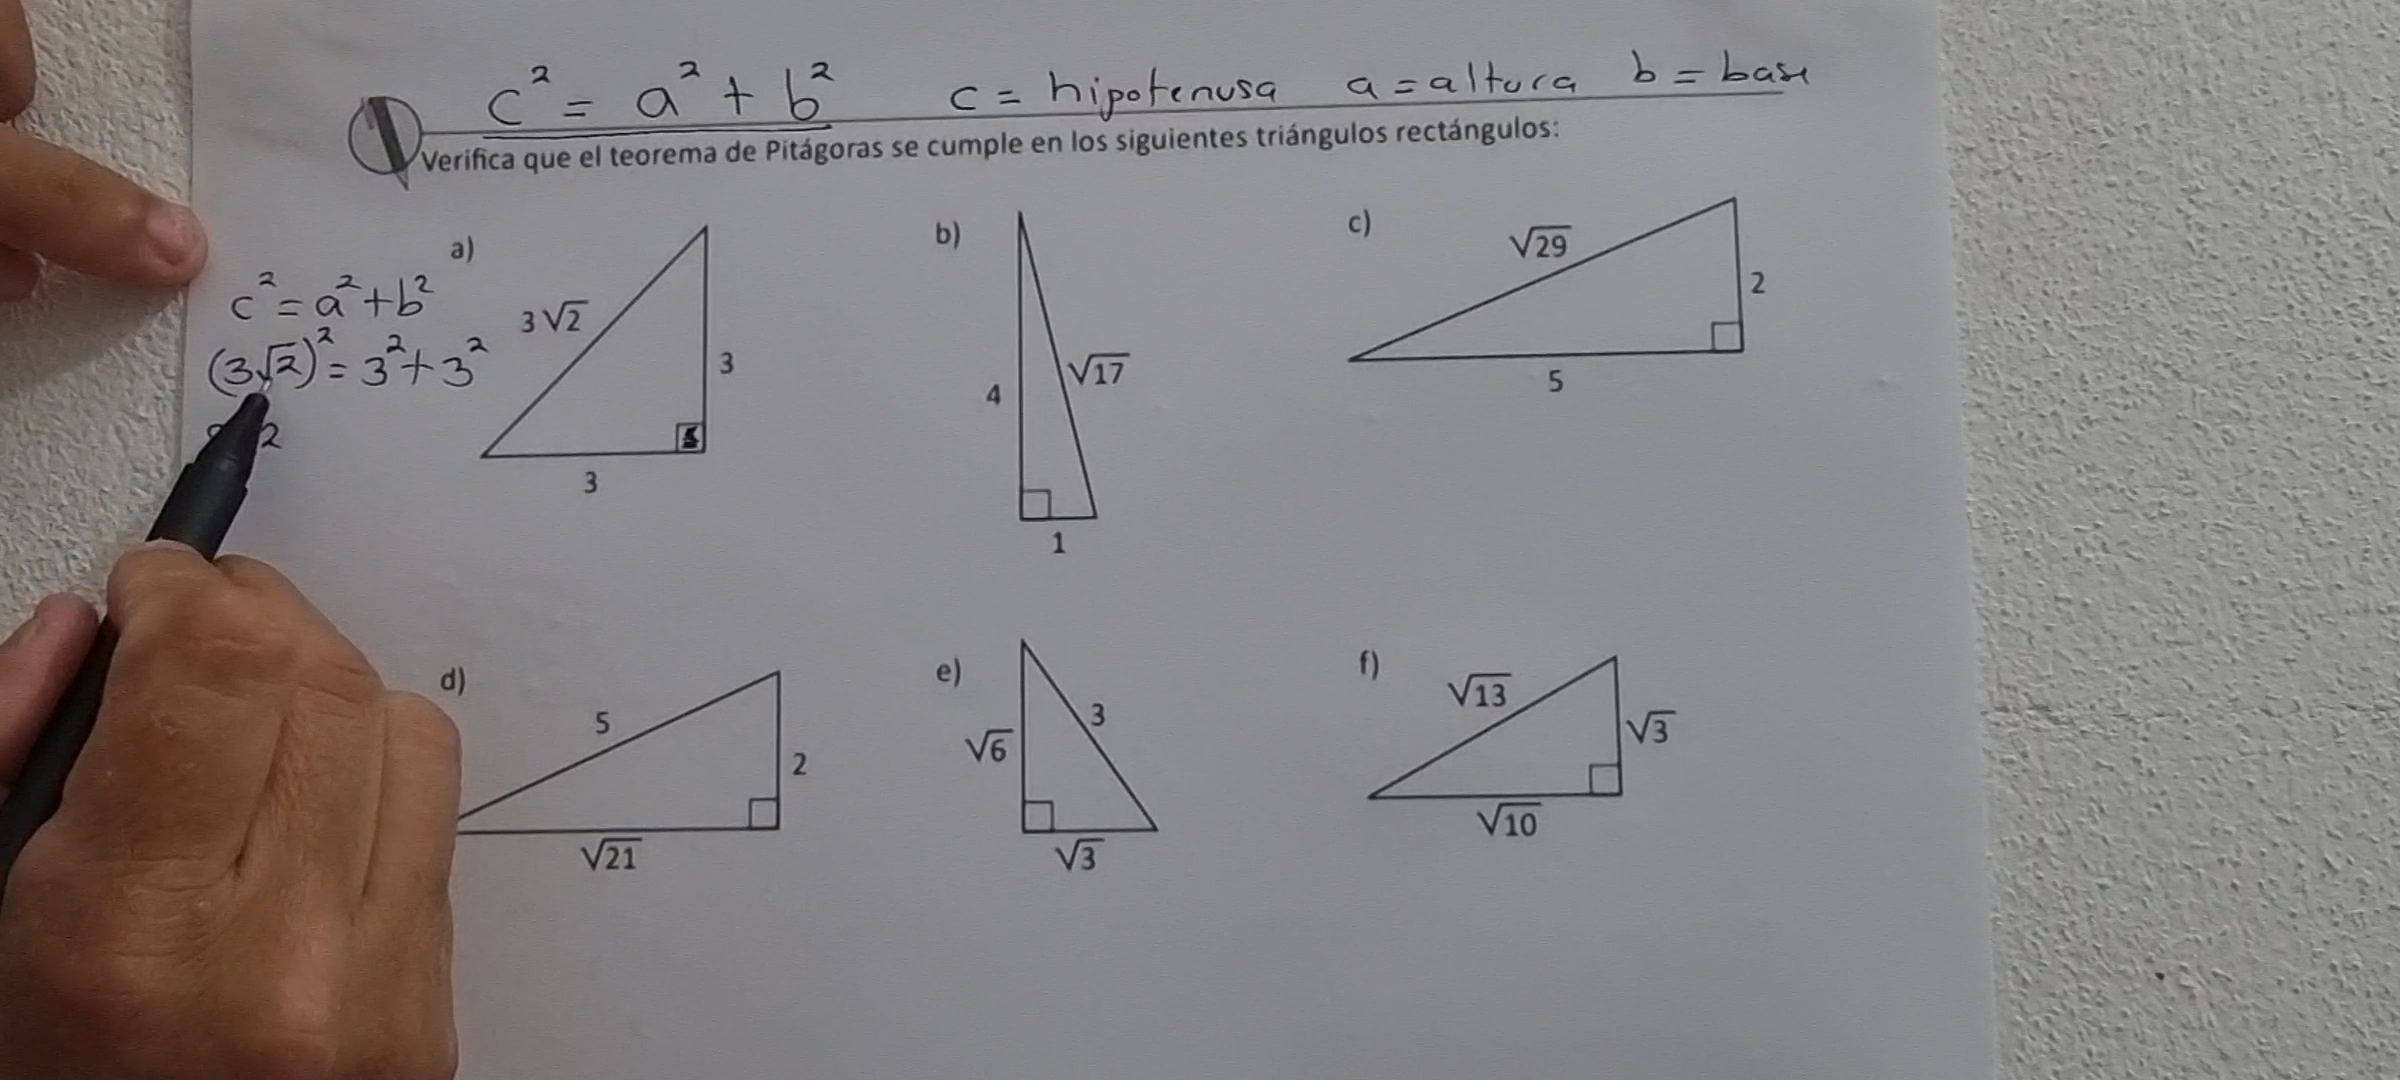 c² = a² + b² c = hipotenusa a = altura b = base
Verifica que el teorema de Pitágoras se cumple en los siguientes triángulos rectángulos:
a)
3√2
3
3
c² = a² + b²
(3√2)² = 3² + 3²
2
b)
4
√17
1
c)
√29
2
5
d)
5
2
√21
e)
√6
3
√3
f)
√13
√3
√10